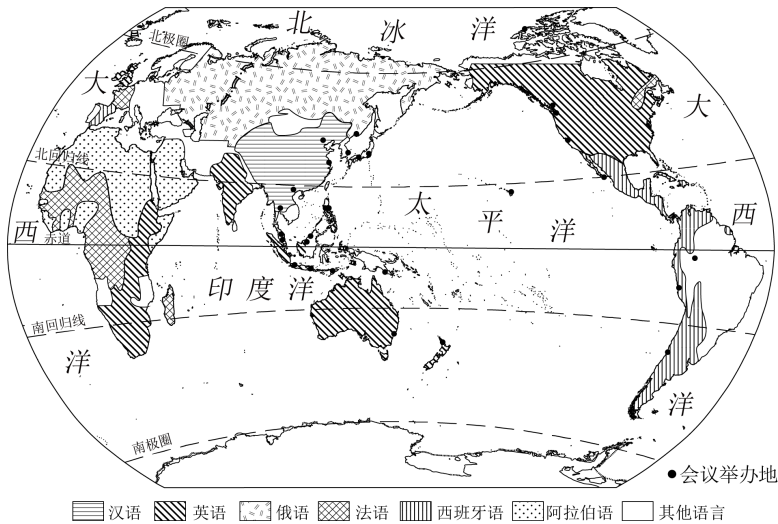 北冰洋
北极圈
大
大
北回归线
太平洋
西
西
赤道
印度洋
南回归线
洋
洋
南极圈
会议举办地
汉语 英语 俄语 法语 西班牙语 阿拉伯语 其他语言